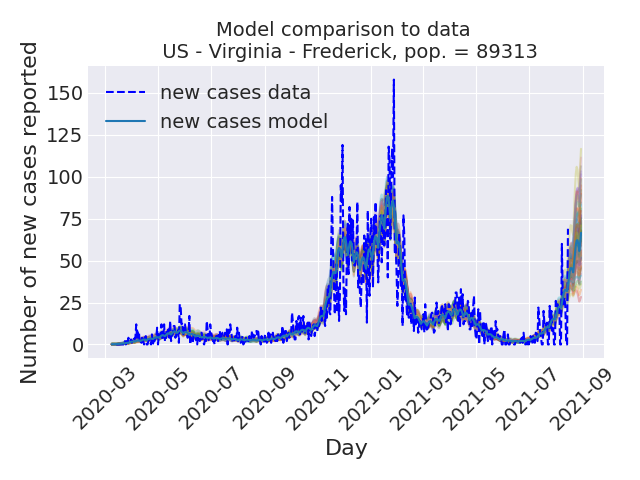 Model comparison to data
US - Virginia - Frederick, pop. = 89313
Number of new cases reported
150
125
100
75
50
25
0
new cases data
new cases model
2020-03
2020-05
2020-07
2020-09
2020-11
2021-01
2021-03
2021-05
2021-07
2021-09
Day